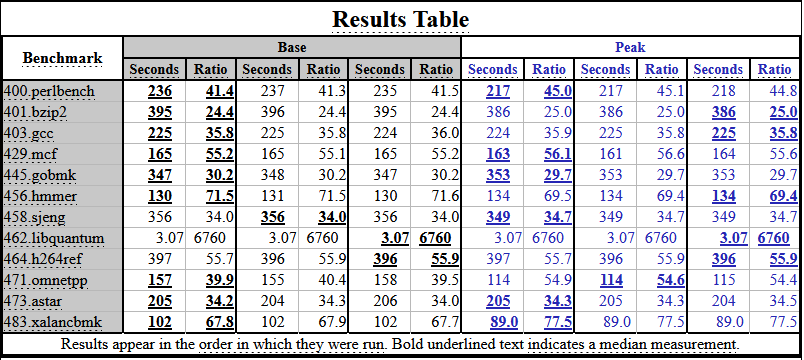 Results Table
Benchmark Base Peak
Seconds Ratio Seconds Ratio Seconds Ratio Seconds Ratio Seconds Ratio Seconds Ratio
400.perlbench 236 41.4 237 41.3 235 41.5 217 45.0 217 45.1 218 44.8
401.bzip2 395 24.4 396 24.4 395 24.4 386 25.0 386 25.0 386 25.0
403.gcc 225 35.8 225 35.8 224 36.0 224 35.9 225 35.8 225 35.8
429.mcf 165 55.2 165 55.1 165 55.2 163 56.1 161 56.6 164 55.6
445.gobmk 347 30.2 348 30.2 347 30.2 353 29.7 353 29.7 353 29.7
456.hmmer 130 71.5 131 71.5 130 71.6 134 69.5 134 69.4 134 69.4
458.sjeng 356 34.0 356 34.0 356 34.0 349 34.7 349 34.7 349 34.7
462.libquantum 3.07 6760 3.07 6760 3.07 6760 3.07 6760 3.07 6760 3.07 6760
464.h264ref 397 55.7 396 55.9 396 55.9 397 55.7 396 55.9 396 55.9
471.omnetpp 157 39.9 155 40.4 158 39.5 114 54.9 114 54.6 115 54.4
473.astar 205 34.2 204 34.3 206 34.0 205 34.3 205 34.3 204 34.5
483.xalancbmk 102 67.8 102 67.9 102 67.7 89.0 77.5 89.0 77.5 89.0 77.5
Results appear in the order in which they were run. Bold underlined text indicates a median measurement.